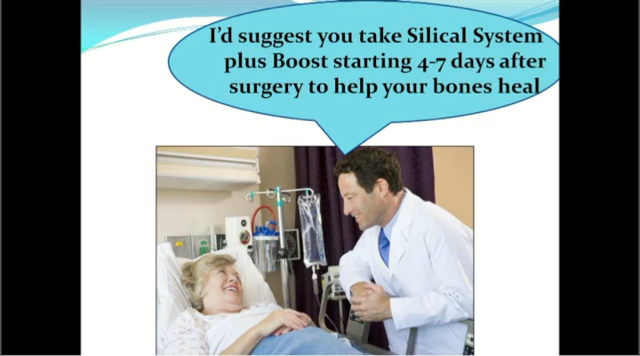 I'd suggest you take Silical System
plus Boost starting 4-7 days after
surgery to help your bones heal